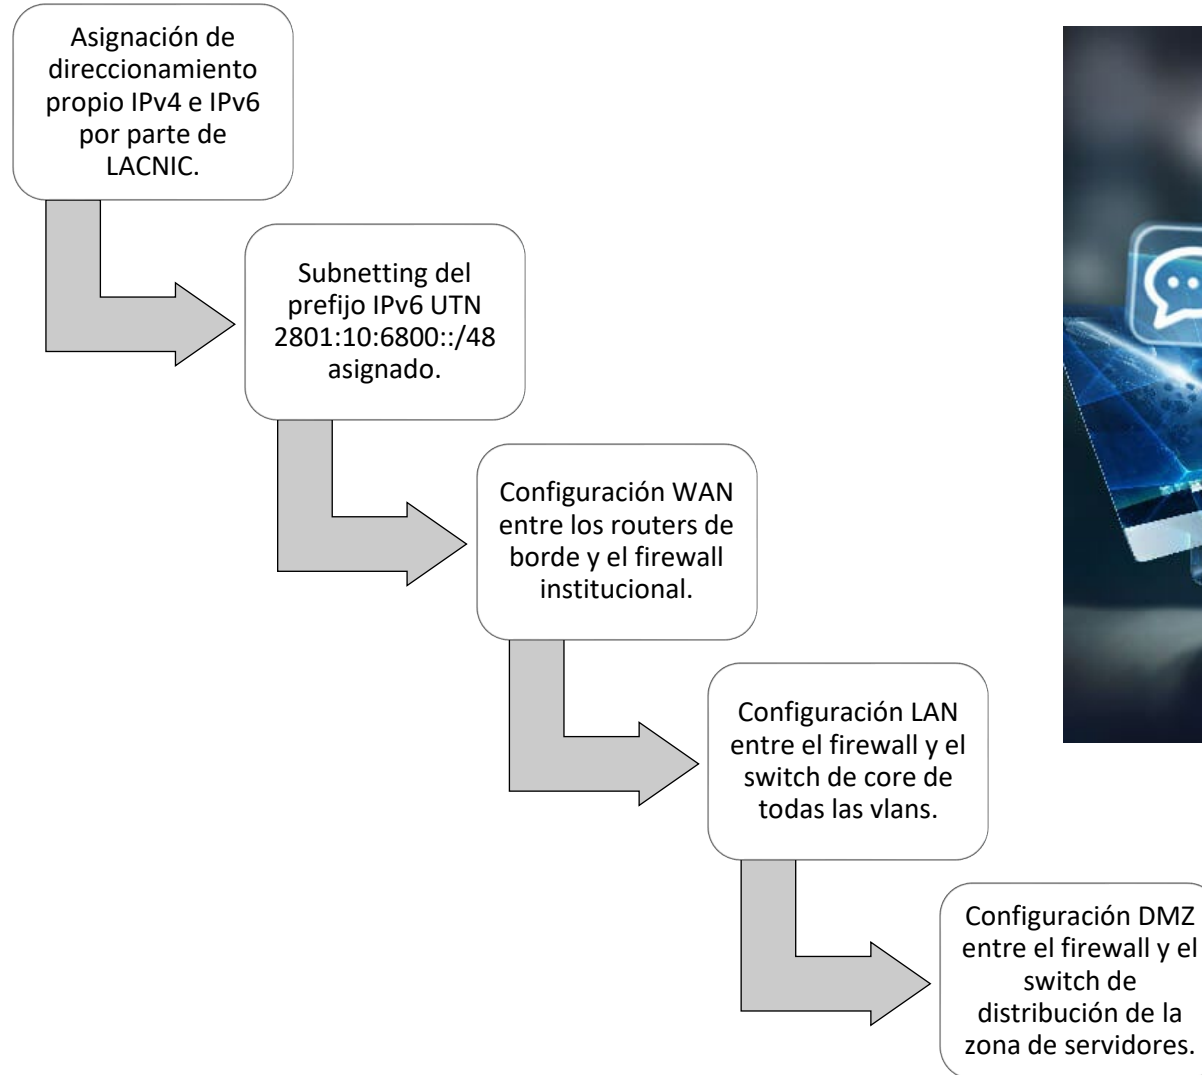 Asignación de
direccionamiento
propio IPv4 e IPv6
por parte de
LACNIC.
Subnetting del
prefijo IPv6 UTN
2801:10:6800::/48
asignado.
Configuración WAN
entre los routers de
borde y el firewall
institucional.
Configuración LAN
entre el firewall y el
switch de core de
todas las vlans.
Configuración DMZ
entre el firewall y el
switch de
distribución de la
zona de servidores.